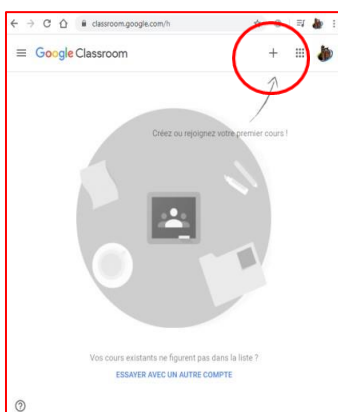 classroom.google.com/h
Google Classroom
Créez ou rejoignez votre premier cours !
Vos cours existants ne figurent pas dans la liste ?
ESSAYER AVEC UN AUTRE COMPTE